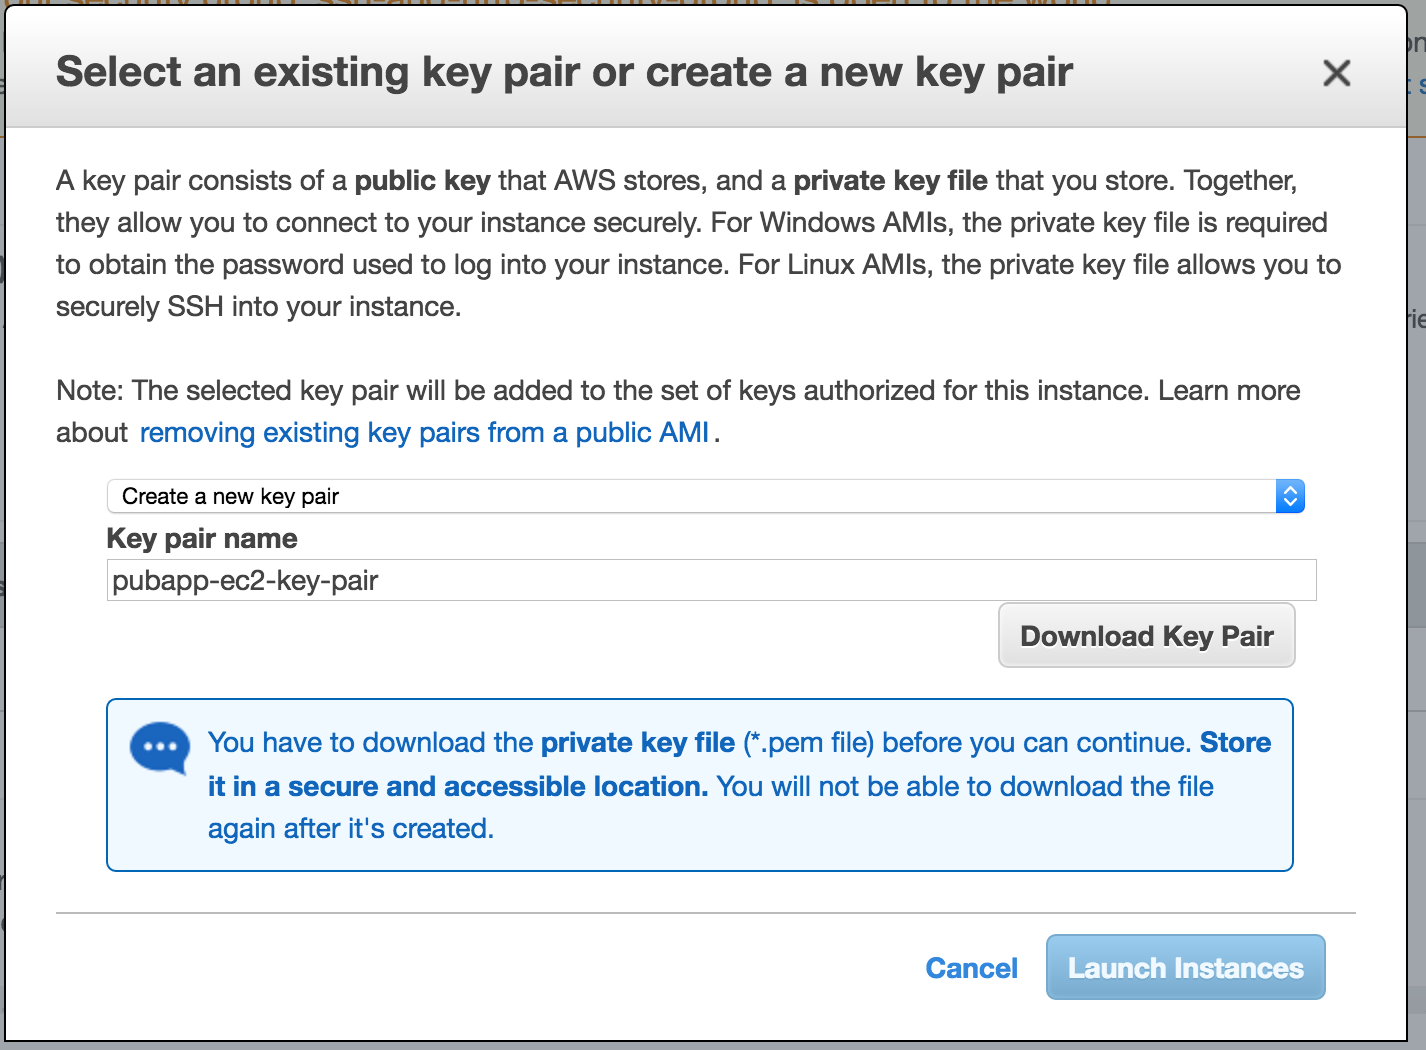 Select an existing key pair or create a new key pair
A key pair consists of a public key that AWS stores, and a private key file that you store. Together,
they allow you to connect to your instance securely. For Windows AMIs, the private key file is required
to obtain the password used to log into your instance. For Linux AMIs, the private key file allows you to
securely SSH into your instance.
Note: The selected key pair will be added to the set of keys authorized for this instance. Learn more
about removing existing key pairs from a public AMI.
Create a new key pair
Key pair name
pubapp-ec2-key-pair
Download Key Pair
You have to download the private key file (*.pem file) before you can continue. Store
it in a secure and accessible location. You will not be able to download the file
again after it's created.
Cancel
Launch Instances